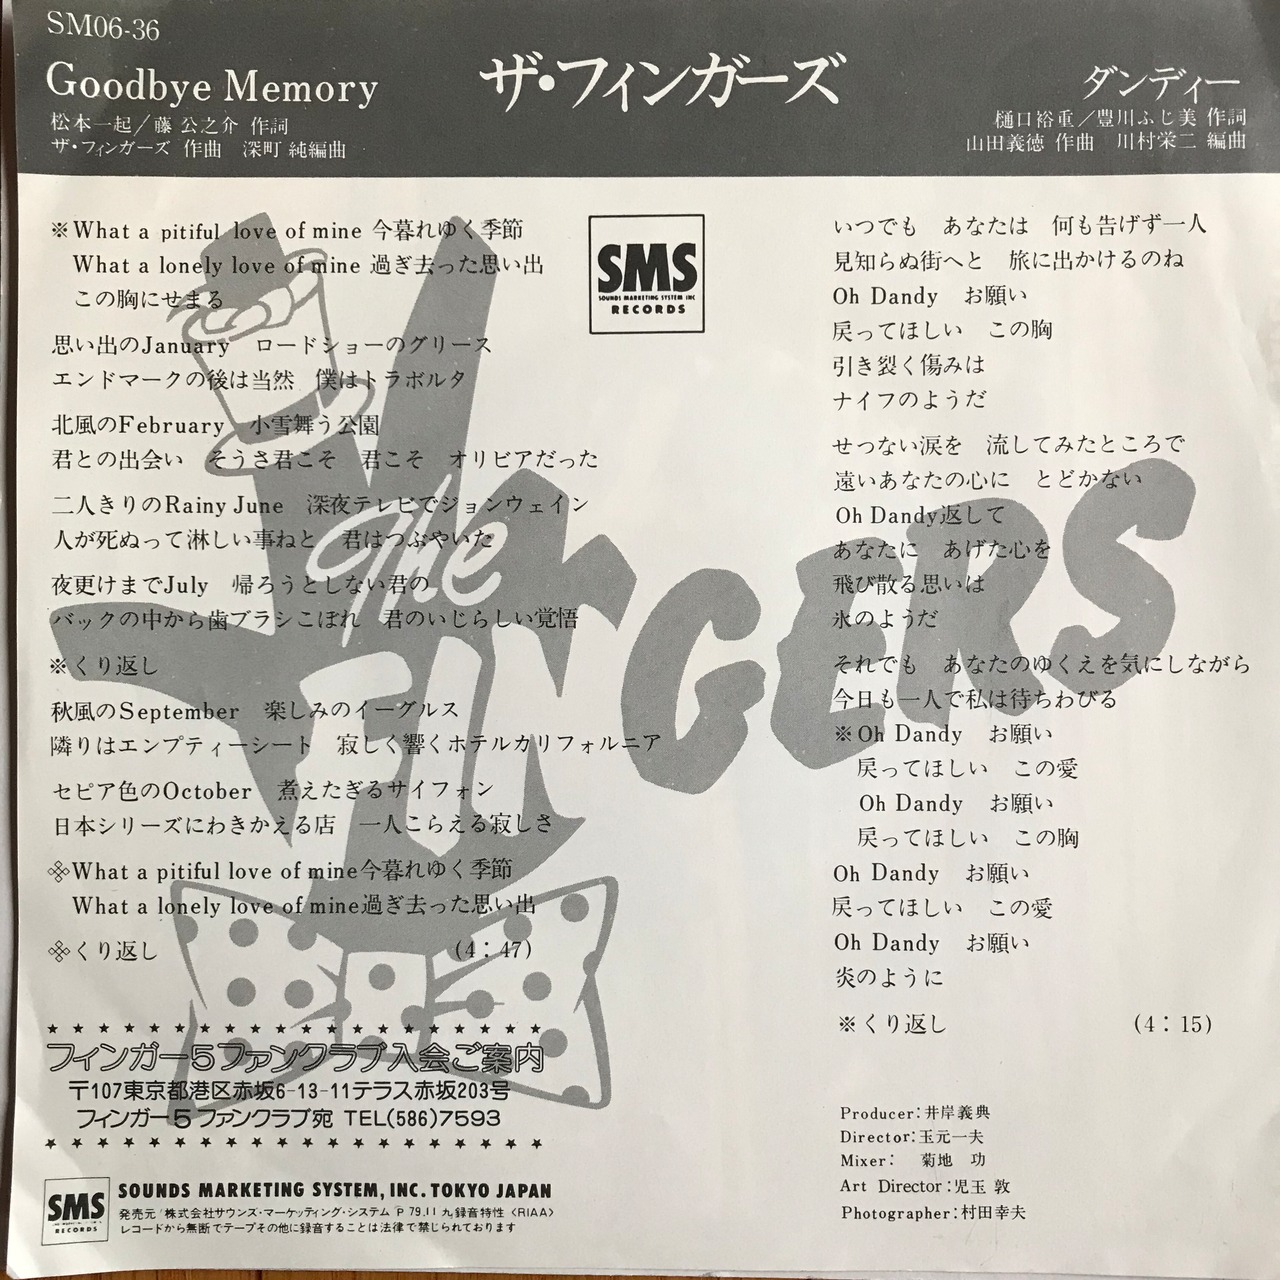 SM06-36
Goodbye Memory
松本一起/藤 公之介 作詞
ザ・フィンガーズ 作曲 深町 純編曲
ザ・フィンガーズ
ダンディー
樋口裕重/豊川ふじ美 作詞
山田義徳 作曲 川村栄二 編曲
※What a pitiful love of mine 今暮れゆく季節
What a lonely love of mine 過ぎ去った思い出
この胸にせまる
思い出のJanuary ロードショーのグリース
エンドマークの後は当然 僕はトラボルタ
北風のFebruary 小雪舞う公園
君との出会い そうさ君こそ 君こそ オリビアだった
二人きりのRainy June 深夜テレビでジョンウェイン
人が死ぬって淋しい事ねと 君はつぶやいた
夜更けまでJuly 帰ろうとしない君の
バックの中から歯ブラシこぼれ 君のいじらしい覚悟
※くり返し
秋風のSeptember 楽しみのイーグルス
隣りはエンプティーシート 寂しく響くホテルカリフォルニア
セピア色のOctober 煮えたぎるサイフォン
日本シリーズにわきかえる店 一人こらえる寂しさ
※What a pitiful love of mine今暮れゆく季節
What a lonely love of mine過ぎ去った思い出
※くり返し (4:47)
SMS
SOUNDS MARKETING SYSTEM INC
RECORDS
The FINGERS
いつでも あなたは 何も告げず一人
見知らぬ街へと 旅に出かけるのね
Oh Dandy お願い
戻ってほしい この胸
引き裂く傷みは
ナイフのようだ
せつない涙を 流してみたところで
遠いあなたの心に とどかない
Oh Dandy返して
あなたに あげた心を
飛び散る思いは
氷のようだ
それでも あなたのゆくえを気にしながら
今日も一人で私は待ちわびる
※Oh Dandy お願い
戻ってほしい この愛
Oh Dandy お願い
戻ってほしい この胸
Oh Dandy お願い
戻ってほしい この愛
Oh Dandy お願い
炎のように
※くり返し (4:15)
★★★★★★★★★★★★★★★★★★★★
フィンガー5ファンクラブ入会ご案内
〒107東京都港区赤坂6-13-11テラス赤坂203号
フィンガー5 ファンクラブ宛 TEL(586)7593
★★★★★★★★★★★★★★★★★★★★
SMS
RECORDS
SOUNDS MARKETING SYSTEM, INC. TOKYO JAPAN
発売元/株式会社サウンズ・マーケッティング・システム Ⓟ 79.11 九 録音特性〈RIAA〉
レコードから無断でテープその他に録音することは法律で禁じられております
Producer:井岸義典
Director:玉元一夫
Mixer: 菊地 功
Art Director:児玉 敦
Photographer:村田幸夫